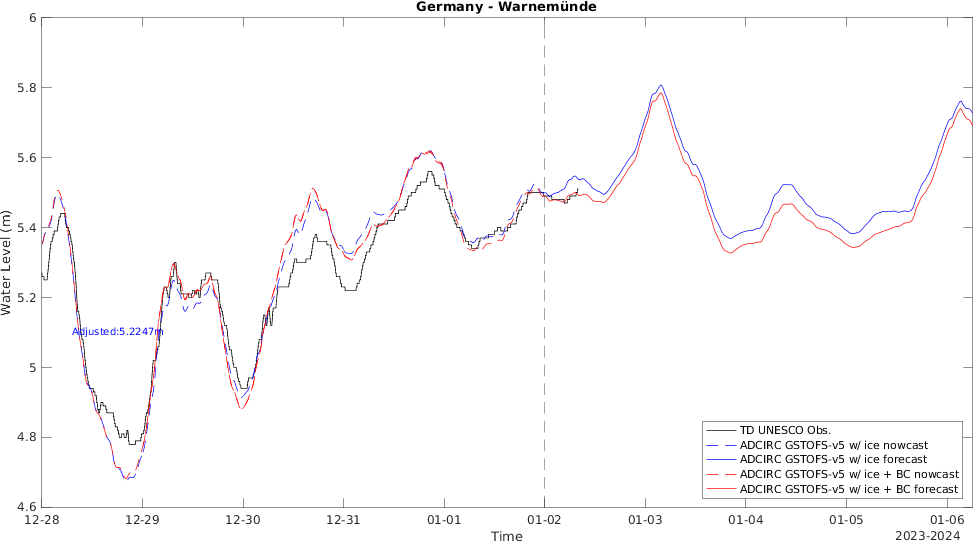 Germany - Warnemünde
6
5.8
5.6
5.4
5.2
5
4.8
4.6
Water Level (m)
Adjusted:5.2247m
TD UNESCO Obs.
ADCIRC GSTOFS-v5 w/ ice nowcast
ADCIRC GSTOFS-v5 w/ ice forecast
ADCIRC GSTOFS-v5 w/ ice + BC nowcast
ADCIRC GSTOFS-v5 w/ ice + BC forecast
12-28 12-29 12-30 12-31 01-01 01-02 01-03 01-04 01-05 01-06
Time
2023-2024